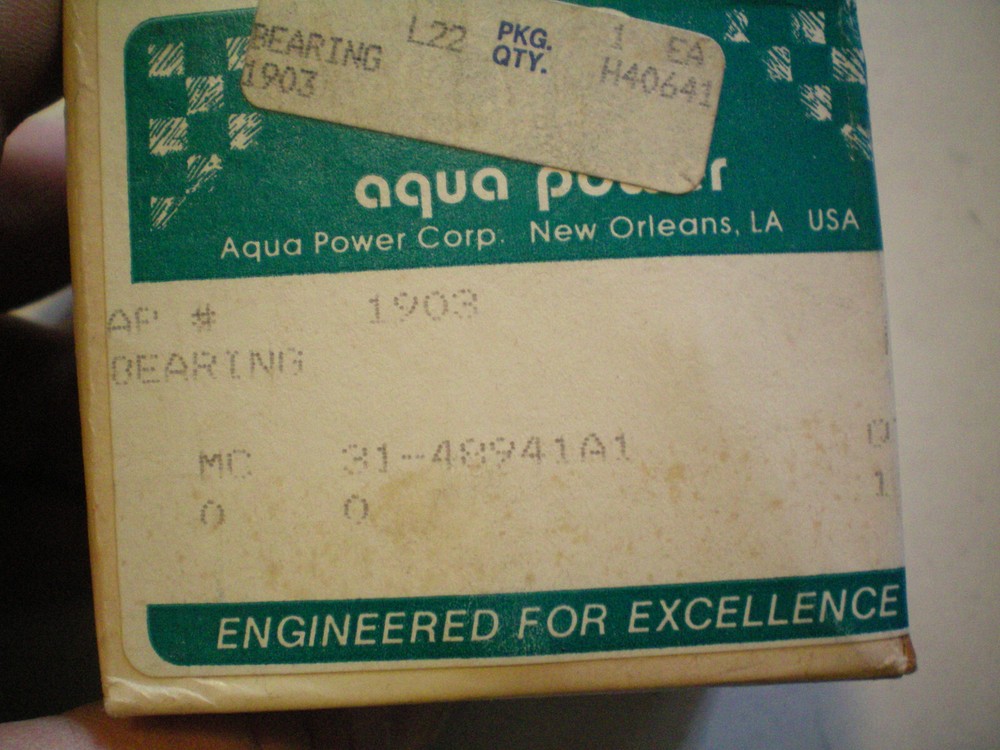 BEARING L22 PKG. QTY. 1 EA
1903 H40641
aqua power
Aqua Power Corp. New Orleans, LA USA
AP # 1903
BEARING
MC 31-48941A1
0 0 1
ENGINEERED FOR EXCELLENCE